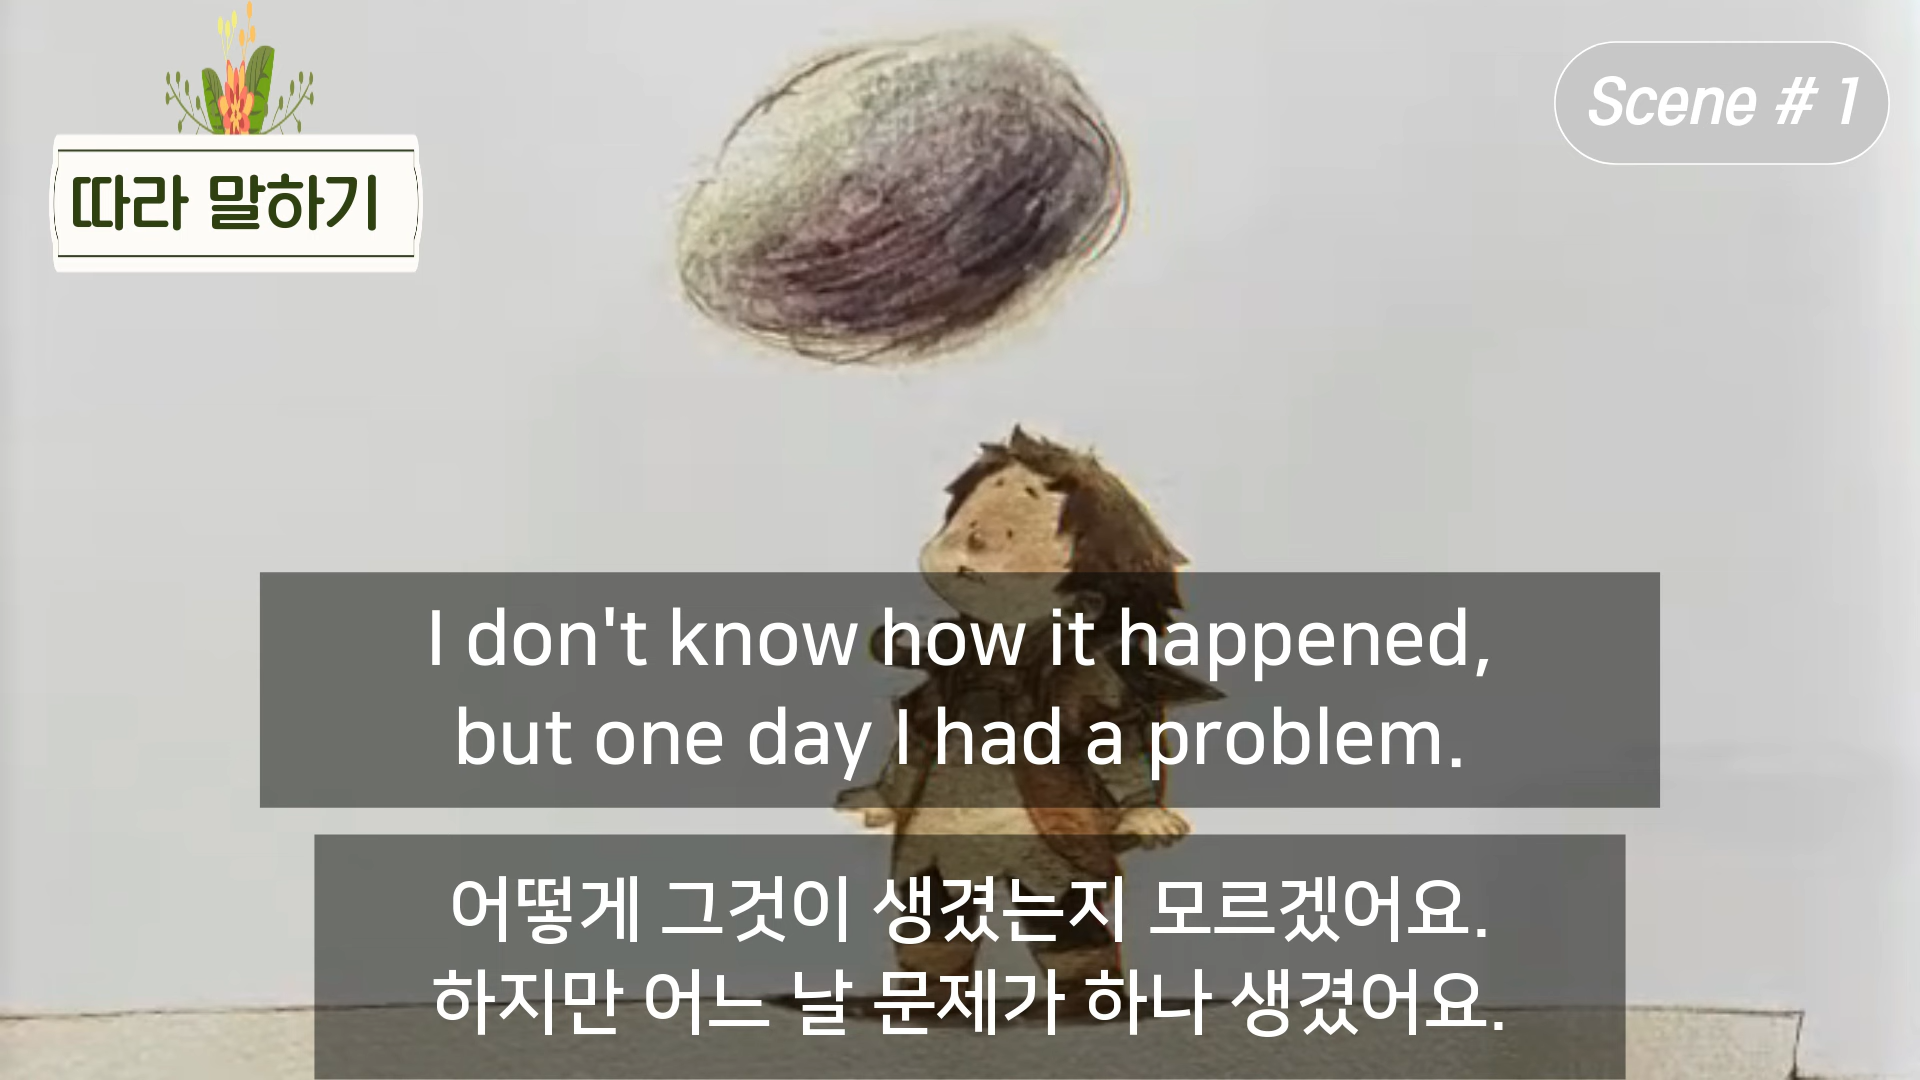 따라 말하기
Scene # 1
I don't know how it happened,
but one day I had a problem.
어떻게 그것이 생겼는지 모르겠어요.
하지만 어느 날 문제가 하나 생겼어요.